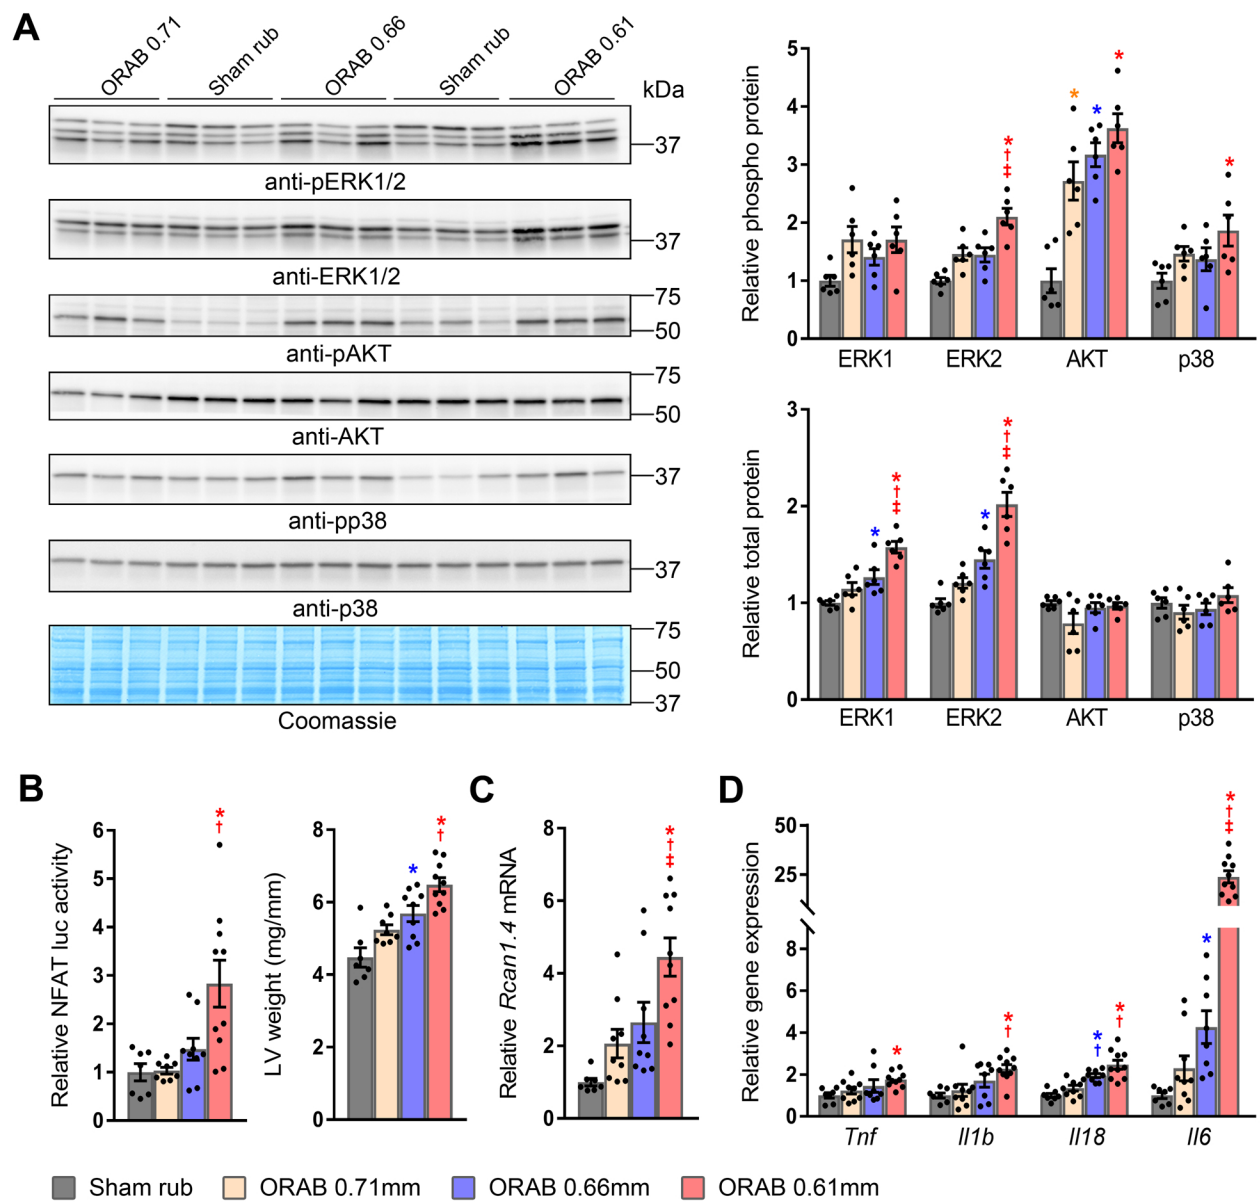 A
ORAB 0.71
Sham rub
ORAB 0.66
Sham rub
ORAB 0.61
kDa
37
anti-pERK1/2
37
anti-ERK1/2
75
50
anti-pAKT
75
50
anti-AKT
37
anti-pp38
37
anti-p38
75
50
37
Coomassie
Relative phospho protein
5
4
3
2
1
0
*
* † ‡
*
*
*
*
ERK1 ERK2 AKT p38
Relative total protein
3
2
1
0
*
* † ‡
*
* † ‡
ERK1 ERK2 AKT p38
B
Relative NFAT luc activity
6
5
4
3
2
1
0
* †
LV weight (mg/mm)
8
6
4
2
0
*
* †
C
Relative Rcan1.4 mRNA
8
6
4
2
0
* † ‡
D
Relative gene expression
50
25
8
6
4
2
0
*
* †
* †
* †
*
* † ‡
Tnf Il1b Il18 Il6
Sham rub ORAB 0.71mm ORAB 0.66mm ORAB 0.61mm